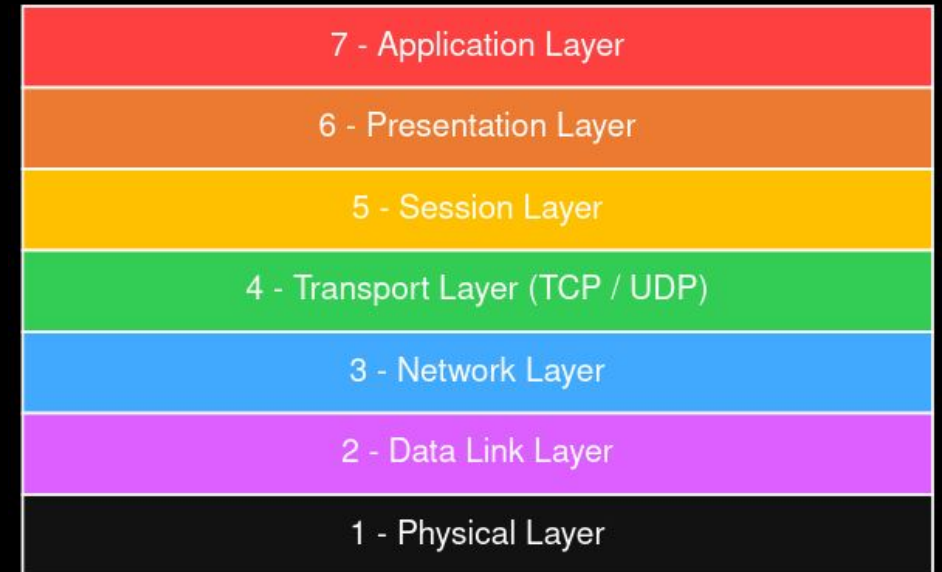 7 - Application Layer
6 - Presentation Layer
5 - Session Layer
4 - Transport Layer (TCP / UDP)
3 - Network Layer
2 - Data Link Layer
1 - Physical Layer